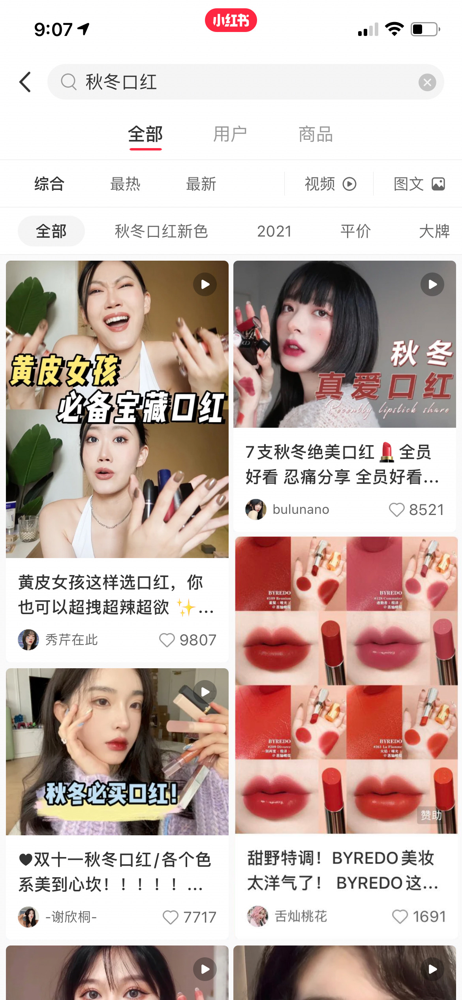 9:07
小红书
秋冬口红
全部
用户
商品
综合
最热
最新
视频
图文
全部
秋冬口红新色
2021
平价
大牌
黄皮女孩
必备宝藏口红
黄皮女孩这样选口红，你
也可以超拽超辣超欲 ✨...
秀芹在此
9807
秋冬
真爱口红
Recently lipstick share
7支秋冬绝美口红💄全员
好看 忍痛分享 全员好看...
bulunano
8521
秋冬必买口红!
♥双十一秋冬口红/各个色
系美到心坎！！！！！...
-谢欣桐-
7717
BYREDO
#109 Reunion
重聚（哑光）
@舌灿桃花
BYREDO
#128 Commuter
通勤者（缎泽）
@舌灿桃花
BYREDO
#209 Divorce
一别两宽（缎泽）
@舌灿桃花
BYREDO
#361 La Flamme
火焰（哑光）
@舌灿桃花
赞助
甜野特调！BYREDO美妆
太洋气了！ BYREDO这...
舌灿桃花
1691